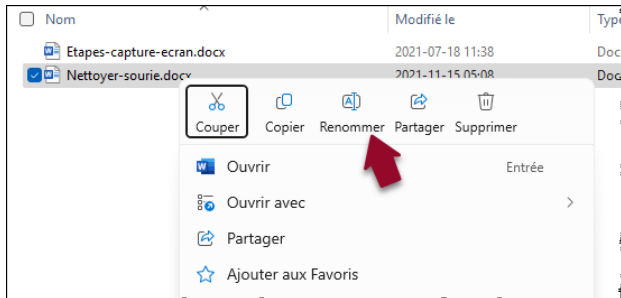 Nom Modifié le Type
Etapes-capture-ecran.docx 2021-07-18 11:38 Doc
Nettoyer-sourie.docx 2021-11-15 05:08 Doc
Couper Copier Renommer Partager Supprimer
Ouvrir Entrée
Ouvrir avec
Partager
Ajouter aux Favoris